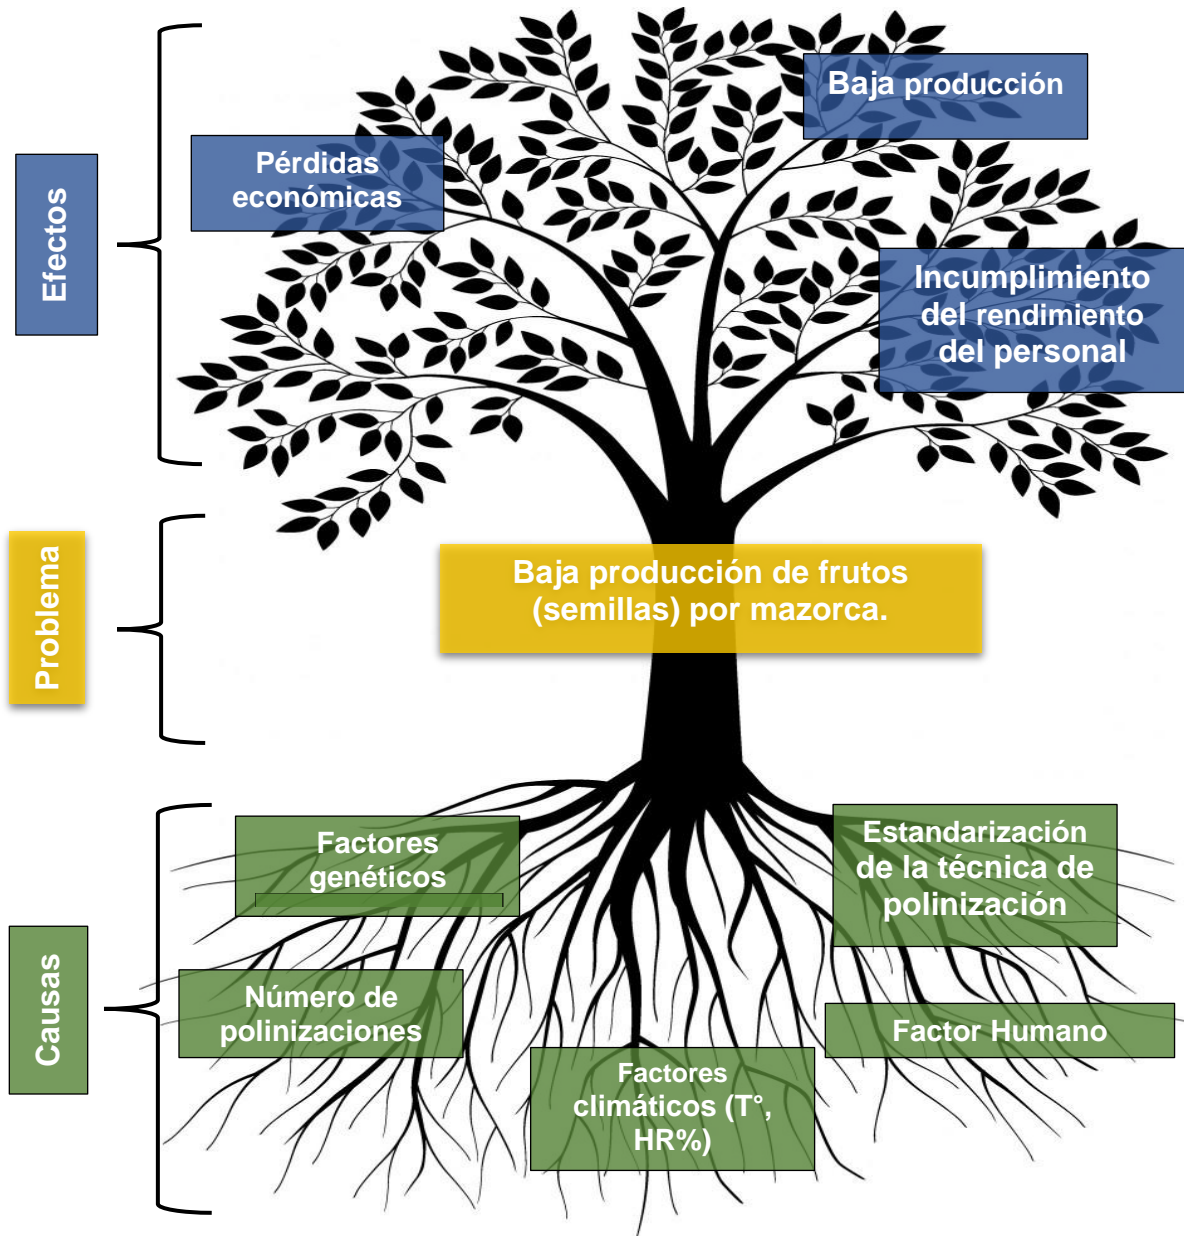 Efectos
Baja producción
Pérdidas
económicas
Incumplimiento
del rendimiento
del personal
Problema
Baja producción de frutos
(semillas) por mazorca.
Causas
Factores
genéticos
Estandarización
de la técnica de
polinización
Número de
polinizaciones
Factor Humano
Factores
climáticos (T°,
HR%)